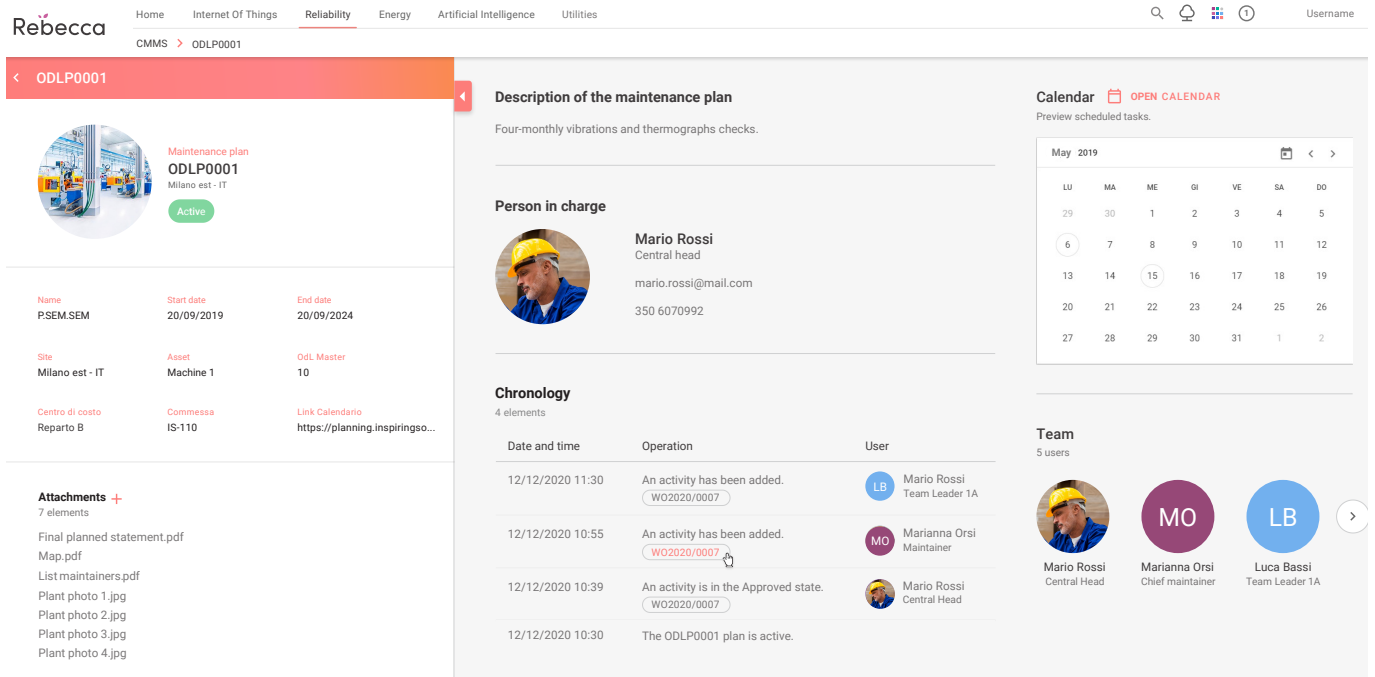 Rebecca
Home Internet Of Things Reliability Energy Artificial Intelligence Utilities
1 Username
CMMS > ODLP0001
< ODLP0001
Maintenance plan
ODLP0001
Milano est - IT
Active
Name Start date End date
P.SEM.SEM 20/09/2019 20/09/2024
Site Asset OdL Master
Milano est - IT Machine 1 10
Centro di costo Commessa Link Calendario
Reparto B IS-110 https://planning.inspiringso...
Attachments +
7 elements
Final planned statement.pdf
Map.pdf
List maintainers.pdf
Plant photo 1.jpg
Plant photo 2.jpg
Plant photo 3.jpg
Plant photo 4.jpg
Description of the maintenance plan
Four-monthly vibrations and thermographs checks.
Person in charge
Mario Rossi
Central head
mario.rossi@mail.com
350 6070992
Chronology
4 elements
Date and time Operation User
12/12/2020 11:30 An activity has been added. LB Mario Rossi
WO2020/0007 Team Leader 1A
12/12/2020 10:55 An activity has been added. MO Marianna Orsi
WO2020/0007 Maintainer
12/12/2020 10:39 An activity is in the Approved state. Mario Rossi
WO2020/0007 Central Head
12/12/2020 10:30 The ODLP0001 plan is active.
Calendar OPEN CALENDAR
Preview scheduled tasks.
May 2019 < >
LU MA ME GI VE SA DO
29 30 1 2 3 4 5
6 7 8 9 10 11 12
13 14 15 16 17 18 19
20 21 22 23 24 25 26
27 28 29 30 31 1 2
Team
5 users
MO LB >
Mario Rossi Marianna Orsi Luca Bassi
Central Head Chief maintainer Team Leader 1A